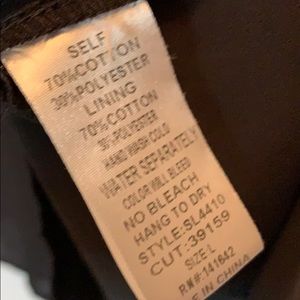 SELF
70%COTTON
30%POLYESTER
LINING
70%COTTON
30%POLYESTER
HAND WASH COLD
WATER SEPARATELY
COLOR WILL BLEED
NO BLEACH
HANG TO DRY
STYLE:SL4410
CUT:39159
SIZE:L
RN#:141642
IN CHINA